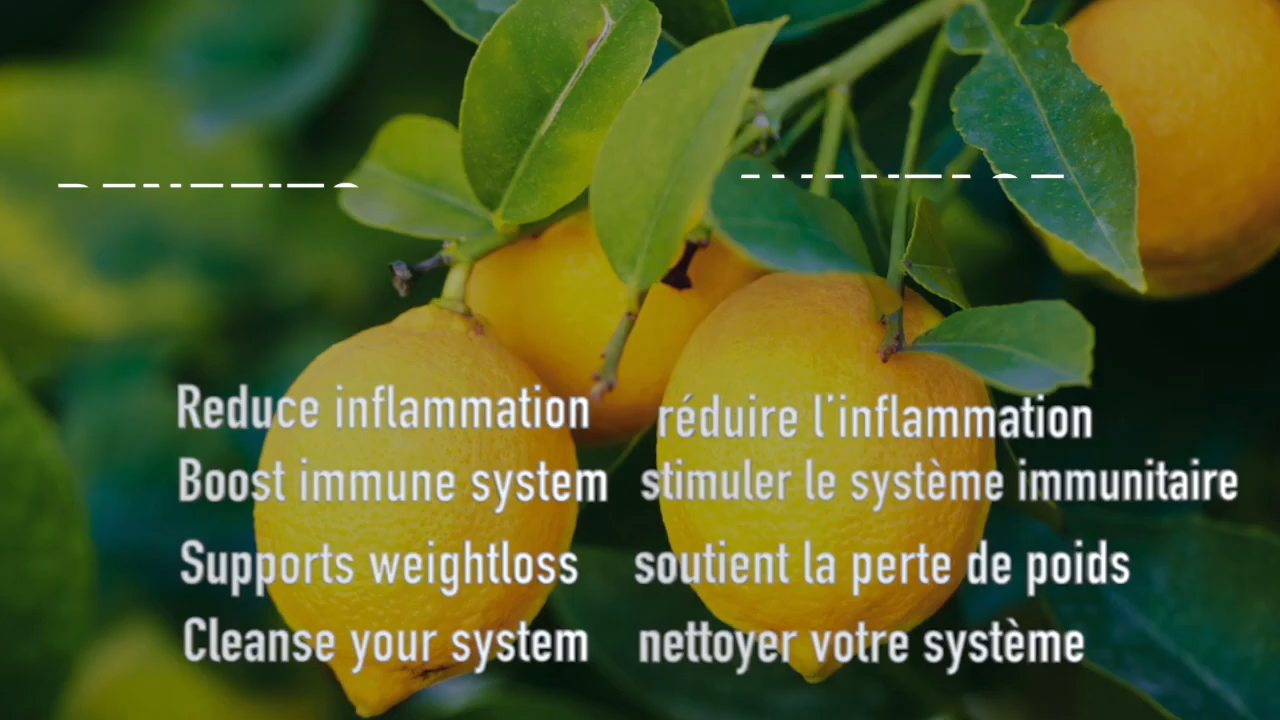 Reduce inflammation
Boost immune system
Supports weightloss
Cleanse your system
réduire l'inflammation
stimuler le système immunitaire
soutient la perte de poids
nettoyer votre système